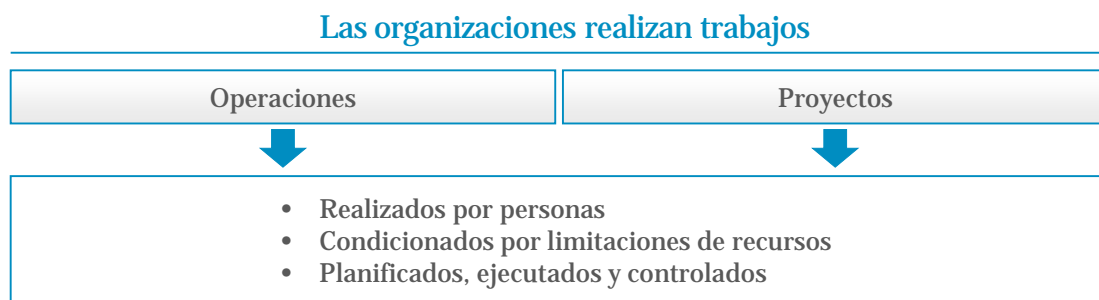 Las organizaciones realizan trabajos
Operaciones
Proyectos
• Realizados por personas
• Condicionados por limitaciones de recursos
• Planificados, ejecutados y controlados